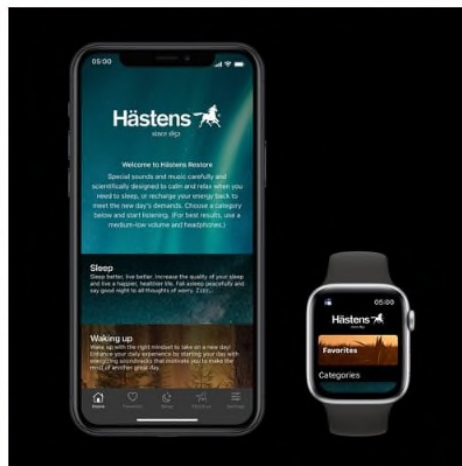 05:00
Hästens
since 1852
Welcome to Hästens Restore
Special sounds and music carefully and
scientifically designed to calm and relax when you
need to sleep, or recharge your energy back to
meet the new day's demands. Choose a category
below and start listening. (For best results, use a
medium-low volume and headphones.)
Sleep
Sleep better, live better. Increase the quality of your sleep
and live a happier, healthier life. Fall asleep peacefully and
say good night to all thoughts of worry. Zzzz...
Waking up
Wake up with the right mindset to take on a new day!
Enhance your daily experience by starting your day with
energizing soundtracks that motivate you to make the
most of another great day.
Home
Favorites
05:00
Hästens
Favorites
Categories